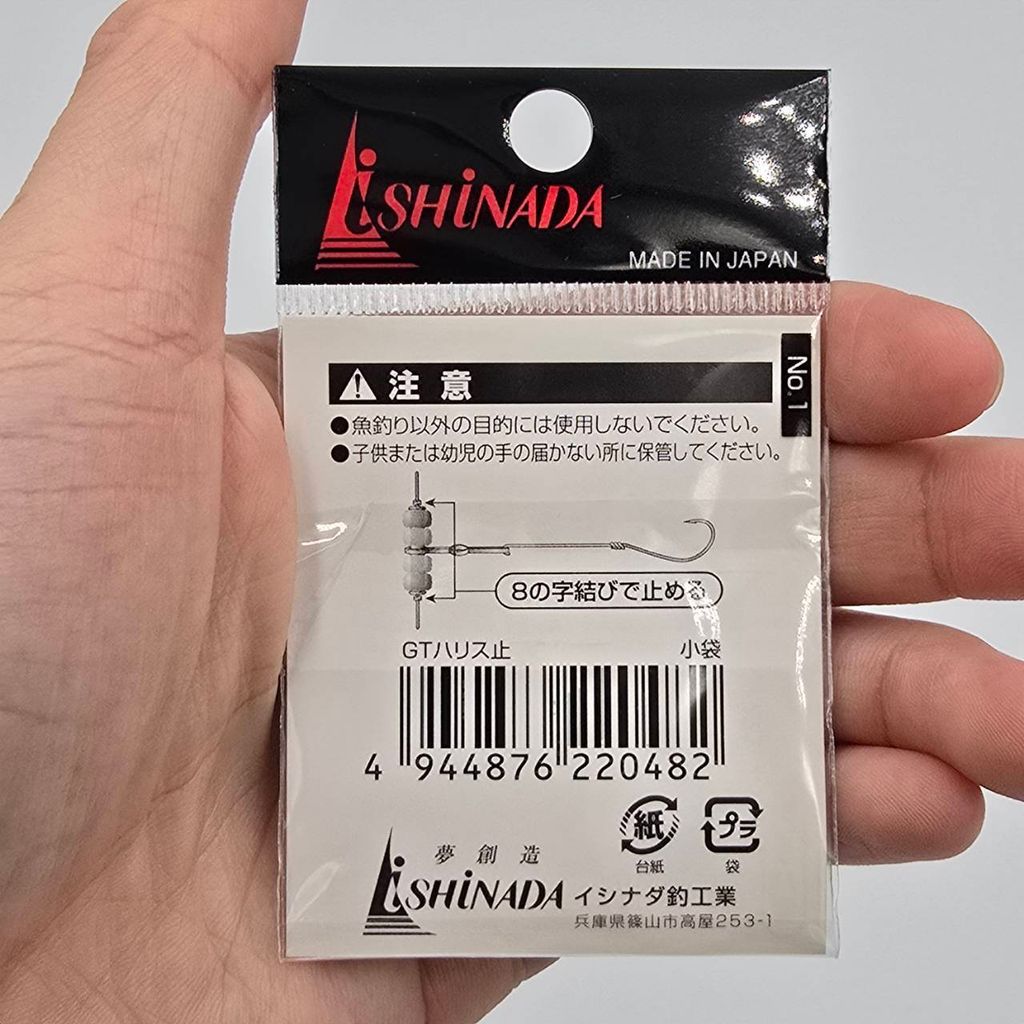 ISHINADA
MADE IN JAPAN
No.1
注意
●魚釣り以外の目的には使用しないでください。
●子供または幼児の手の届かない所に保管してください。
8の字結びで止める
GTハリス止 小袋
4 944876 220482
紙 プラ
台紙 袋
夢創造
ISHINADA イシナダ釣工業
兵庫県篠山市高屋253-1